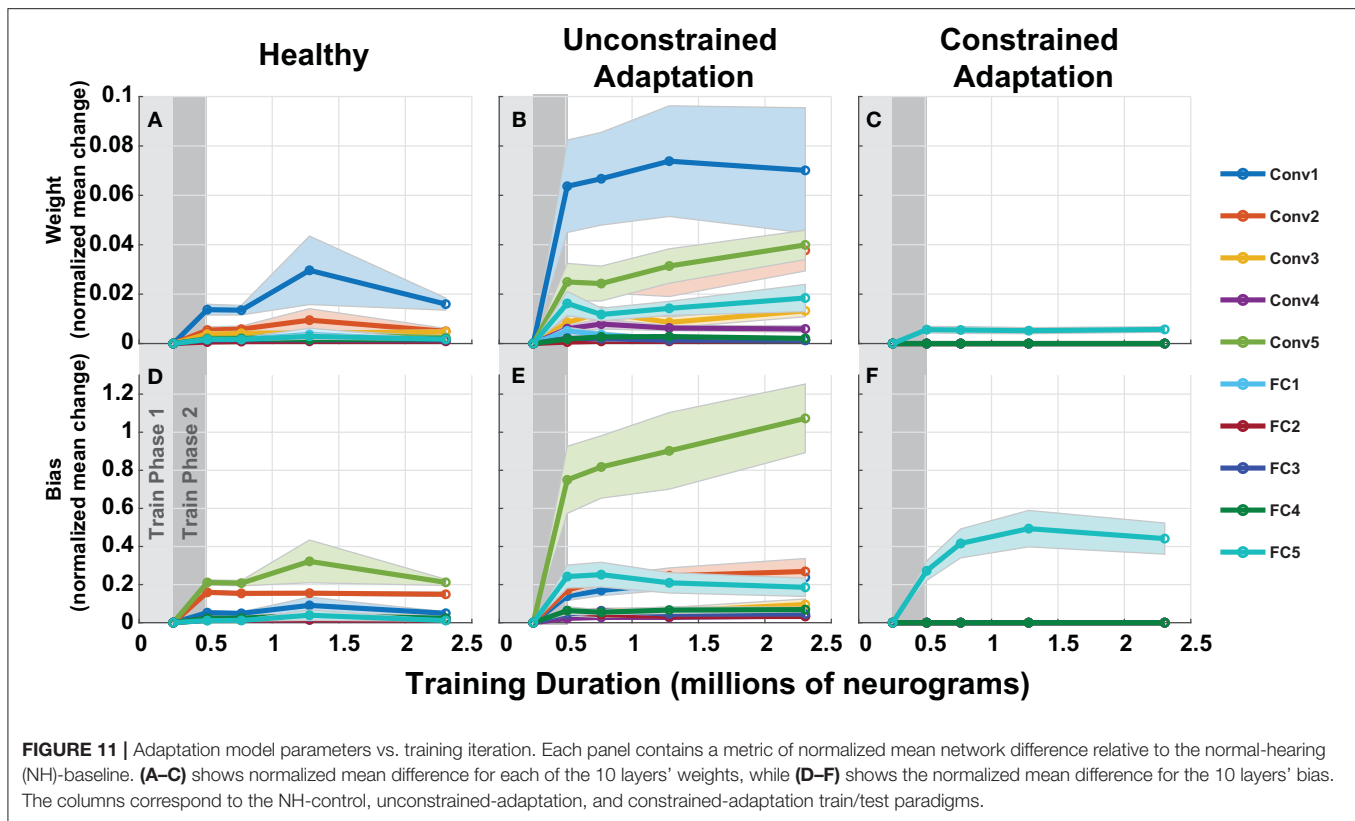 Healthy
Unconstrained
Adaptation
Constrained
Adaptation
Weight
(normalized mean change)
0.1
0.08
0.06
0.04
0.02
0
A
B
C
Conv1
Conv2
Conv3
Conv4
Conv5
FC1
FC2
FC3
FC4
FC5
Bias
(normalized mean change)
1.2
1
0.8
0.6
0.4
0.2
0
D
E
F
Train Phase 1
Train Phase 2
0 0.5 1 1.5 2 2.5
0 0.5 1 1.5 2 2.5
0 0.5 1 1.5 2 2.5
Training Duration (millions of neurograms)
FIGURE 11 | Adaptation model parameters vs. training iteration. Each panel contains a metric of normalized mean network difference relative to the normal-hearing
(NH)-baseline. (A–C) shows normalized mean difference for each of the 10 layers’ weights, while (D–F) shows the normalized mean difference for the 10 layers’ bias.
The columns correspond to the NH-control, unconstrained-adaptation, and constrained-adaptation train/test paradigms.